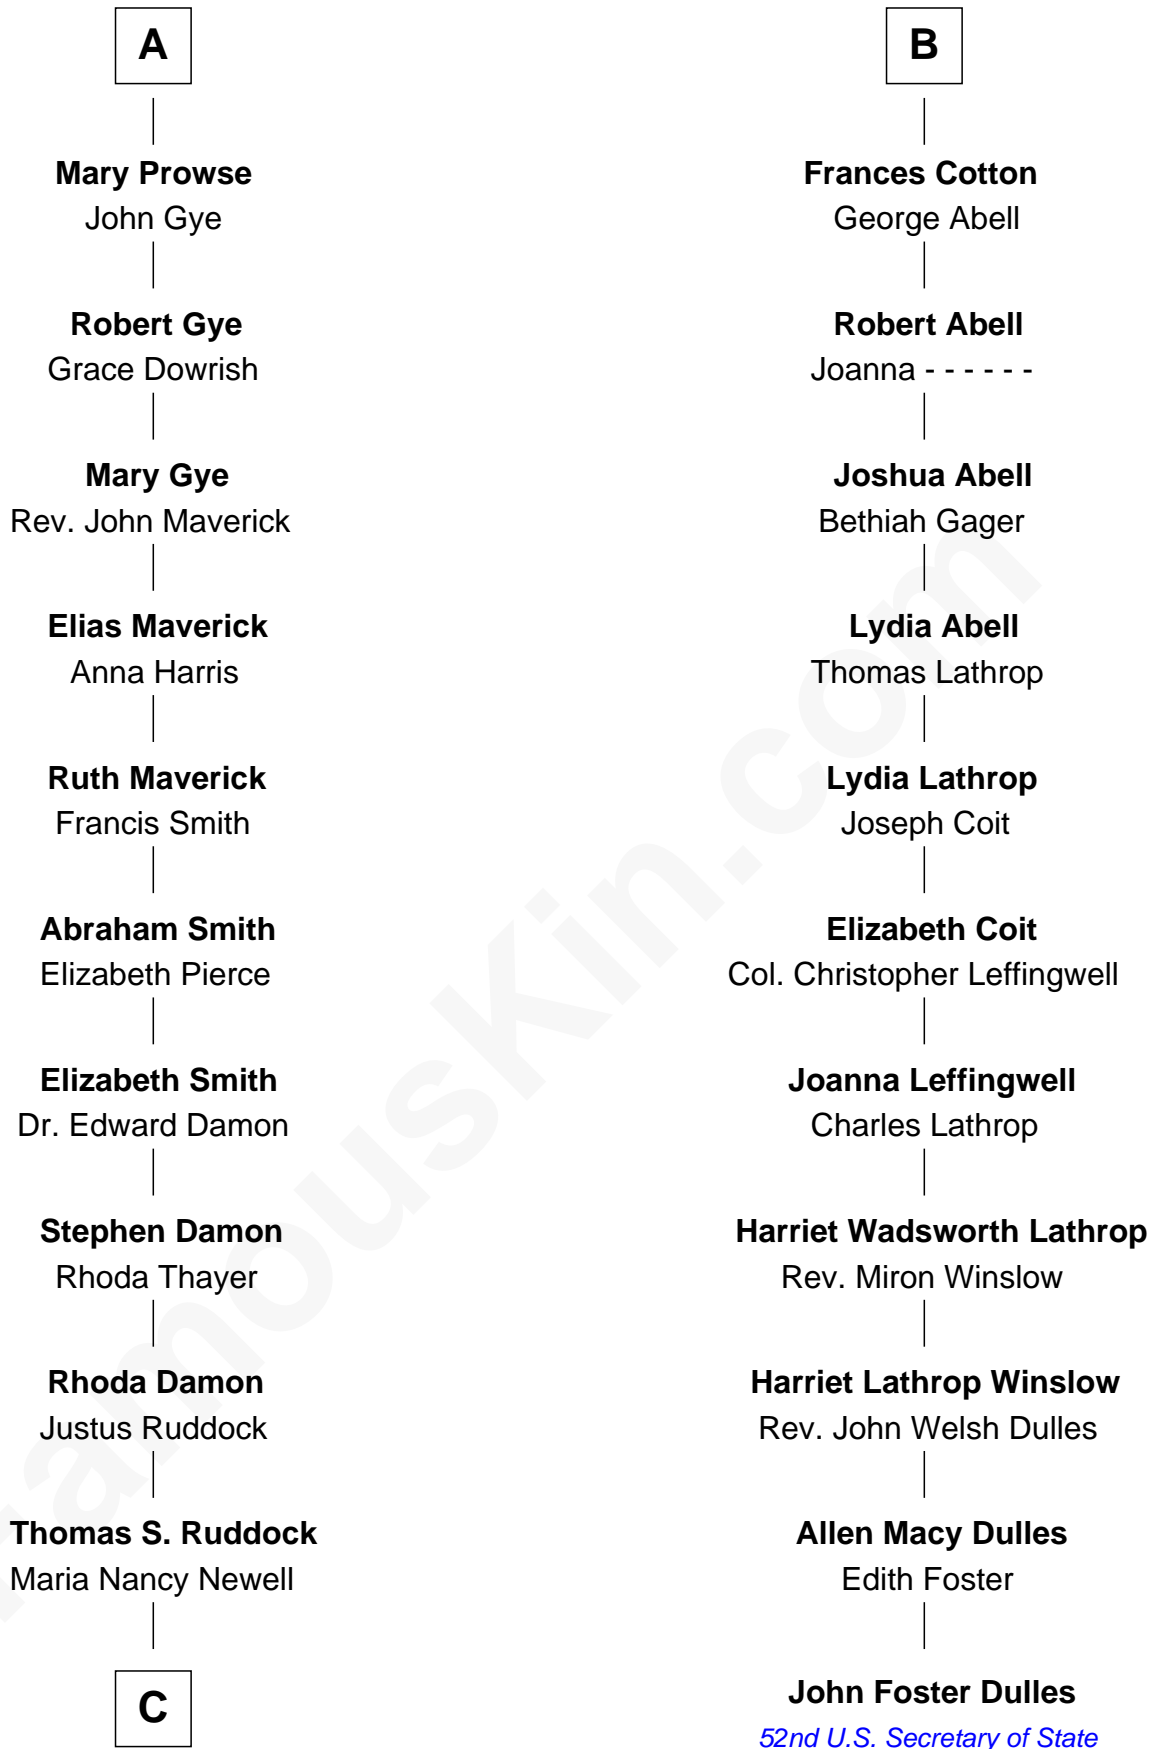 A
Mary Prowse
John Gye
Robert Gye
Grace Dowrish
Mary Gye
Rev. John Maverick
Elias Maverick
Anna Harris
Ruth Maverick
Francis Smith
Abraham Smith
Elizabeth Pierce
Elizabeth Smith
Dr. Edward Damon
Stephen Damon
Rhoda Thayer
Rhoda Damon
Justus Ruddock
Thomas S. Ruddock
Maria Nancy Newell
C
B
Frances Cotton
George Abell
Robert Abell
Joanna - - - - - -
Joshua Abell
Bethiah Gager
Lydia Abell
Thomas Lathrop
Lydia Lathrop
Joseph Coit
Elizabeth Coit
Col. Christopher Leffingwell
Joanna Leffingwell
Charles Lathrop
Harriet Wadsworth Lathrop
Rev. Miron Winslow
Harriet Lathrop Winslow
Rev. John Welsh Dulles
Allen Macy Dulles
Edith Foster
John Foster Dulles
52nd U.S. Secretary of State
FamousKin.com